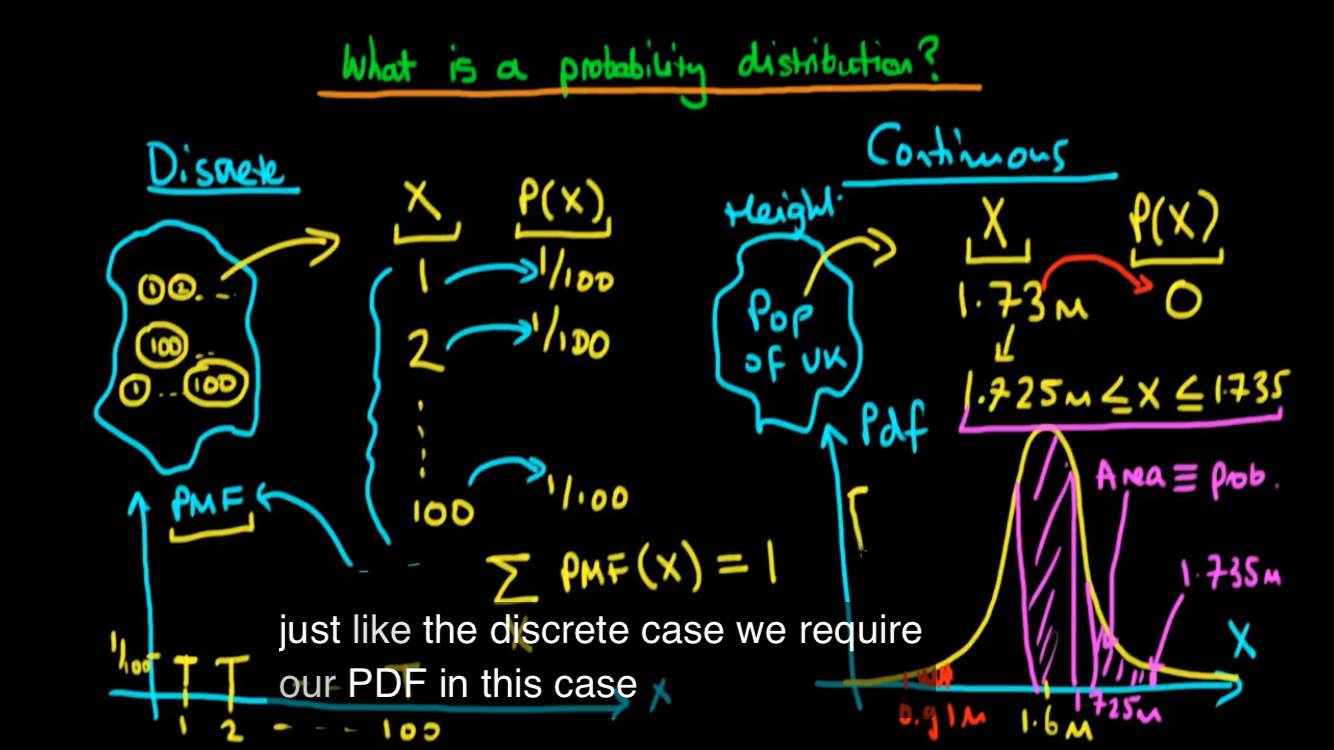 What is a probability distribution?
Discrete
X P(X)
1 1/100
2 1/100
100 1/100
1 2 ...
100 ..
1 ... 100
PMF
∑ PMF(X) = 1
1/100
1 2 - - - - 100
X
Continuous
Height
Pop
of UK
X P(X)
1.73m 0
1.725m ≤ X ≤ 1.735
Pdf
Area ≡ prob.
1.735m
X
0.91m 1.6m 1.725m
just like the discrete case we require
our PDF in this case